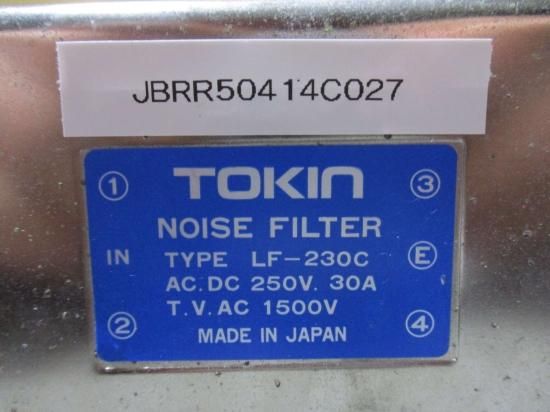 JBRR50414C027
① TOKIN ③
NOISE FILTER
IN TYPE LF-230C Ⓔ
AC.DC 250V. 30A
T.V. AC 1500V
② MADE IN JAPAN ④